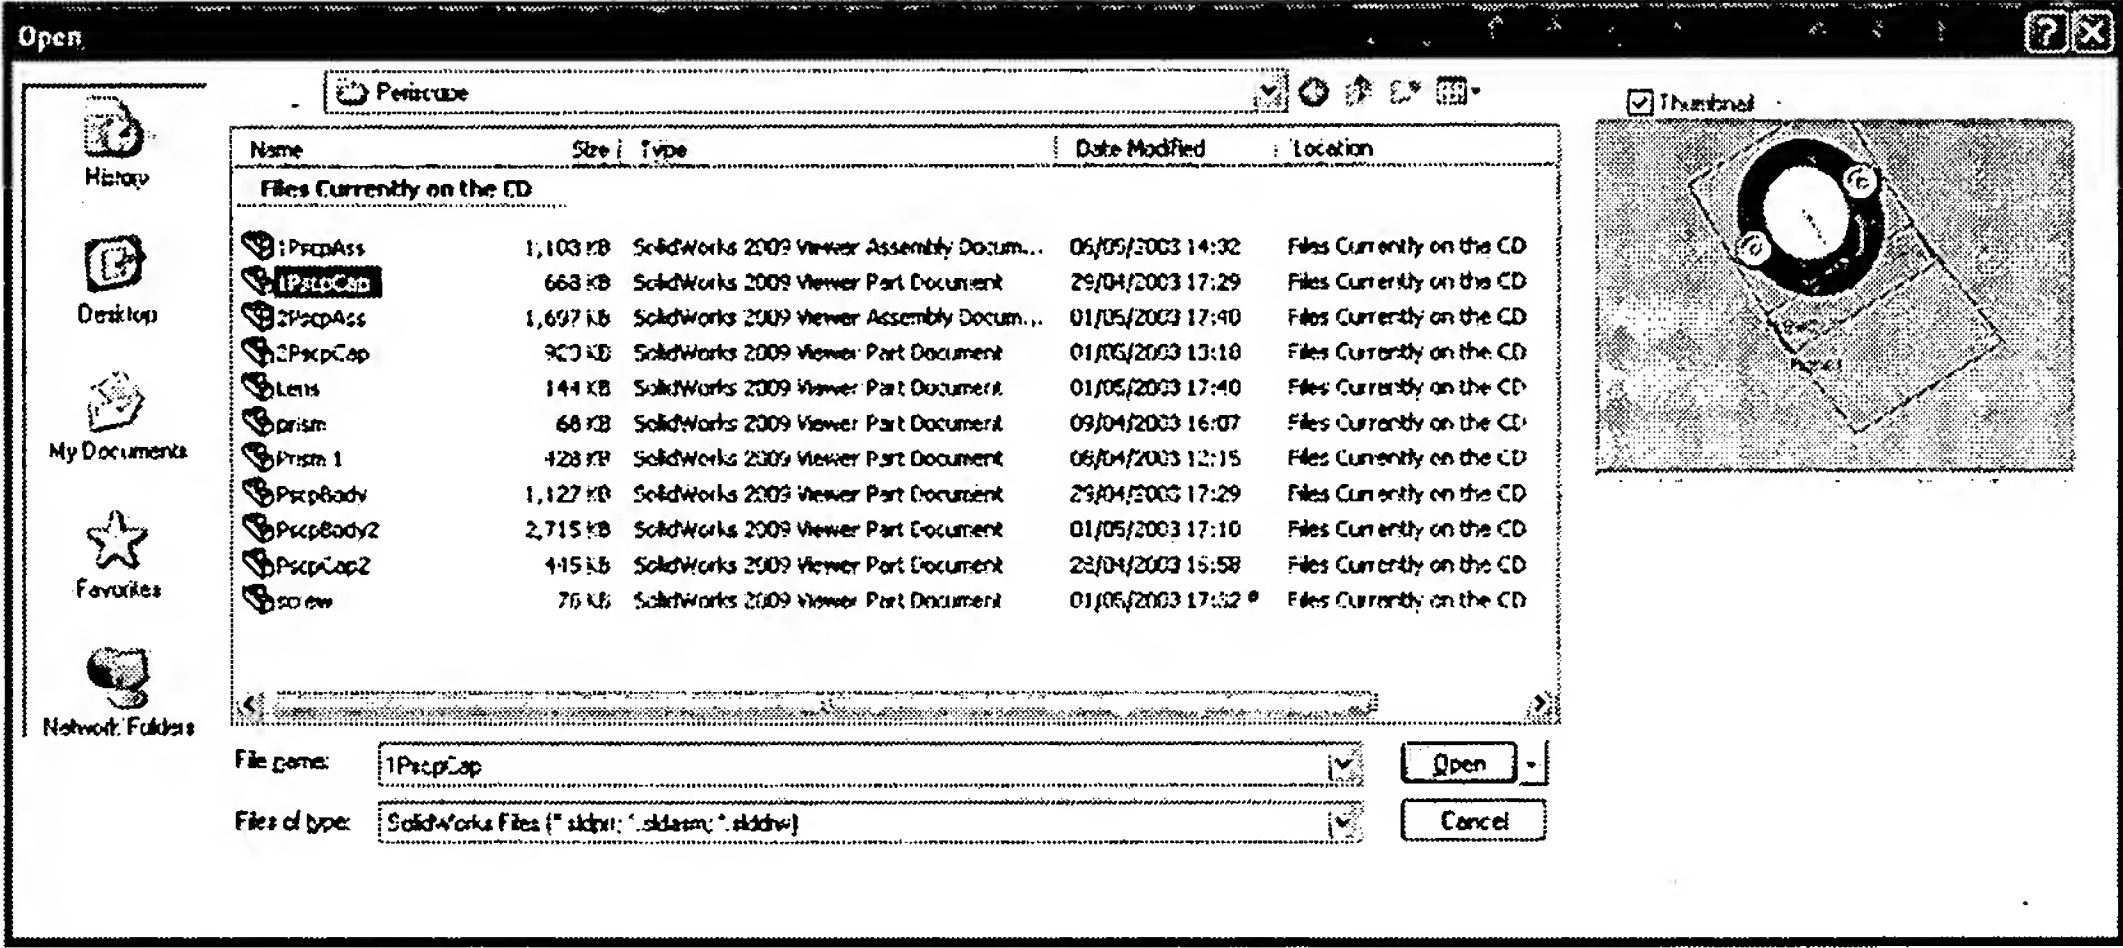 Open
Periscope
Thumbnail
History
Desktop
My Documents
Favorites
Network Folders
Name Size Type Date Modified Location
Files Currently on the CD
1PscpAss 1,103 KB SolidWorks 2009 Viewer Assembly Docum... 14:32 Files Currently on the CD
1PscpCap 668 KB SolidWorks 2009 Viewer Part Document 29/04/2003 17:29 Files Currently on the CD
2PscpAss 1,697 KB SolidWorks 2009 Viewer Assembly Docum... 01/05/2003 17:40 Files Currently on the CD
2PscpCap KB SolidWorks 2009 Viewer Part Document Files Currently on the CD
Lens 144 KB SolidWorks 2009 Viewer Part Document 01/05/2003 17:40 Files Currently on the CD
prism 68 KB SolidWorks 2009 Viewer Part Document 09/04/2003 16:07 Files Currently on the CD
Prism 1 428 KB SolidWorks 2009 Viewer Part Document 12:15 Files Currently on the CD
PscpBody 1,127 KB SolidWorks 2009 Viewer Part Document 29/04/2003 17:29 Files Currently on the CD
PscpBody2 2,715 KB SolidWorks 2009 Viewer Part Document 01/05/2003 17:10 Files Currently on the CD
PscpCap2 KB SolidWorks 2009 Viewer Part Document Files Currently on the CD
screw 76 KB SolidWorks 2009 Viewer Part Document Files Currently on the CD
File name: 1PscpCap Open
Files of type: SolidWorks Files (*.sldprt; *.sldasm; *.slddrw) Cancel